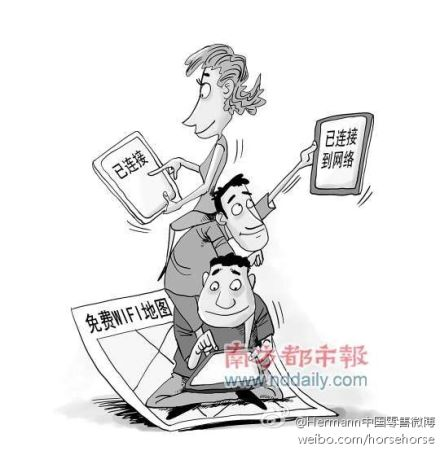 已连接
已连接
到网络
免费WIFI地图
南方都市報
www.nddaily.com
@Hermann中国零售微博
weibo.com/horsehorse